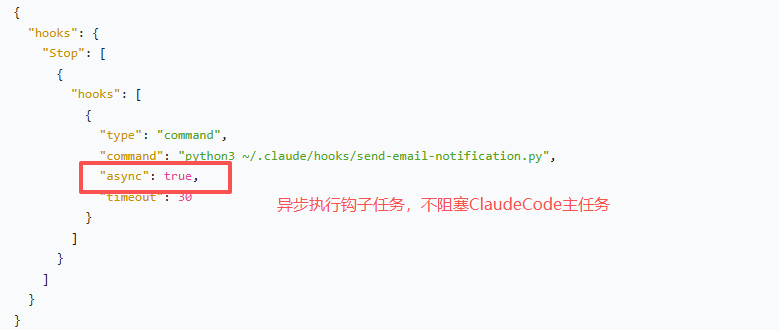 {
"hooks": {
"Stop": [
{
"hooks": [
{
"type": "command",
"command": "python3 ~/.claude/hooks/send-email-notification.py",
"async": true,
"timeout": 30
异步执行钩子任务，不阻塞ClaudeCode主任务
}
]
}
]
}
}